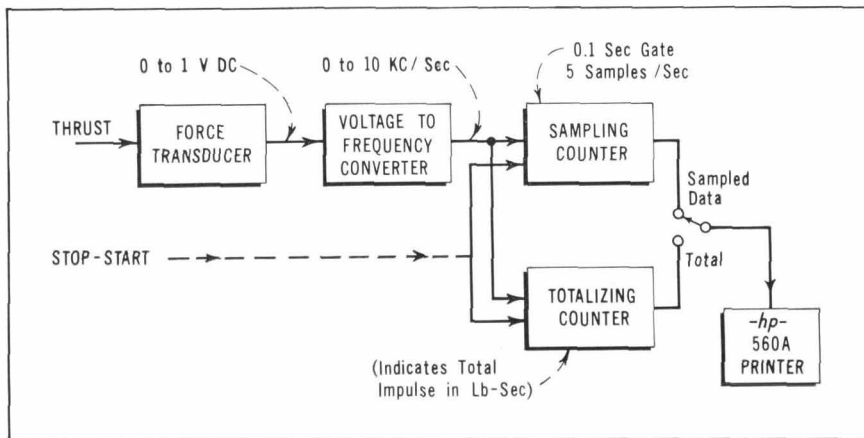 0 to 1 V DC
0 to 10 KC/Sec
0.1 Sec Gate
5 Samples/Sec
THRUST
FORCE
TRANSDUCER
VOLTAGE TO
FREQUENCY
CONVERTER
SAMPLING
COUNTER
Sampled
Data
STOP-START
Total
TOTALIZING
COUNTER
(Indicates Total
Impulse in Lb-Sec)
-hp-
560A
PRINTER